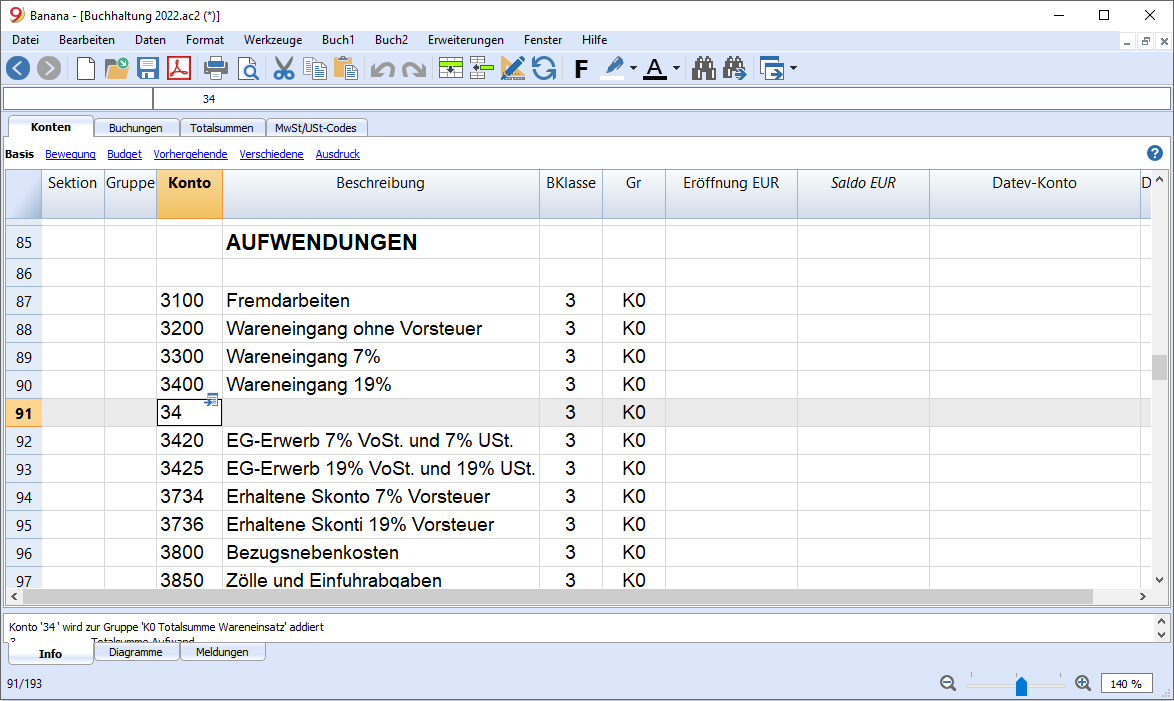 Banana - [Buchhaltung 2022.ac2 (*)]
Datei Bearbeiten Daten Format Werkzeuge Buch1 Buch2 Erweiterungen Fenster Hilfe
F A
34
Konten Buchungen Totalsummen MwSt/USt-Codes
Basis Bewegung Budget Vorhergehende Verschiedene Ausdruck ?
Sektion Gruppe Konto Beschreibung BKlasse Gr Eröffnung EUR Saldo EUR Datev-Konto D
85 AUFWENDUNGEN
86
87 3100 Fremdarbeiten 3 K0
88 3200 Wareneingang ohne Vorsteuer 3 K0
89 3300 Wareneingang 7% 3 K0
90 3400 Wareneingang 19% 3 K0
91 34 3 K0
92 3420 EG-Erwerb 7% VoSt. und 7% USt. 3 K0
93 3425 EG-Erwerb 19% VoSt. und 19% USt. 3 K0
94 3734 Erhaltene Skonto 7% Vorsteuer 3 K0
95 3736 Erhaltene Skonti 19% Vorsteuer 3 K0
96 3800 Bezugsnebenkosten 3 K0
97 3850 Zölle und Einfuhrabgaben 3 K0
Konto '34 ' wird zur Gruppe 'K0 Totalsumme Wareneinsatz' addiert
3 Totalsumme Aufwand
Info Diagramme Meldungen
91/193 140 %